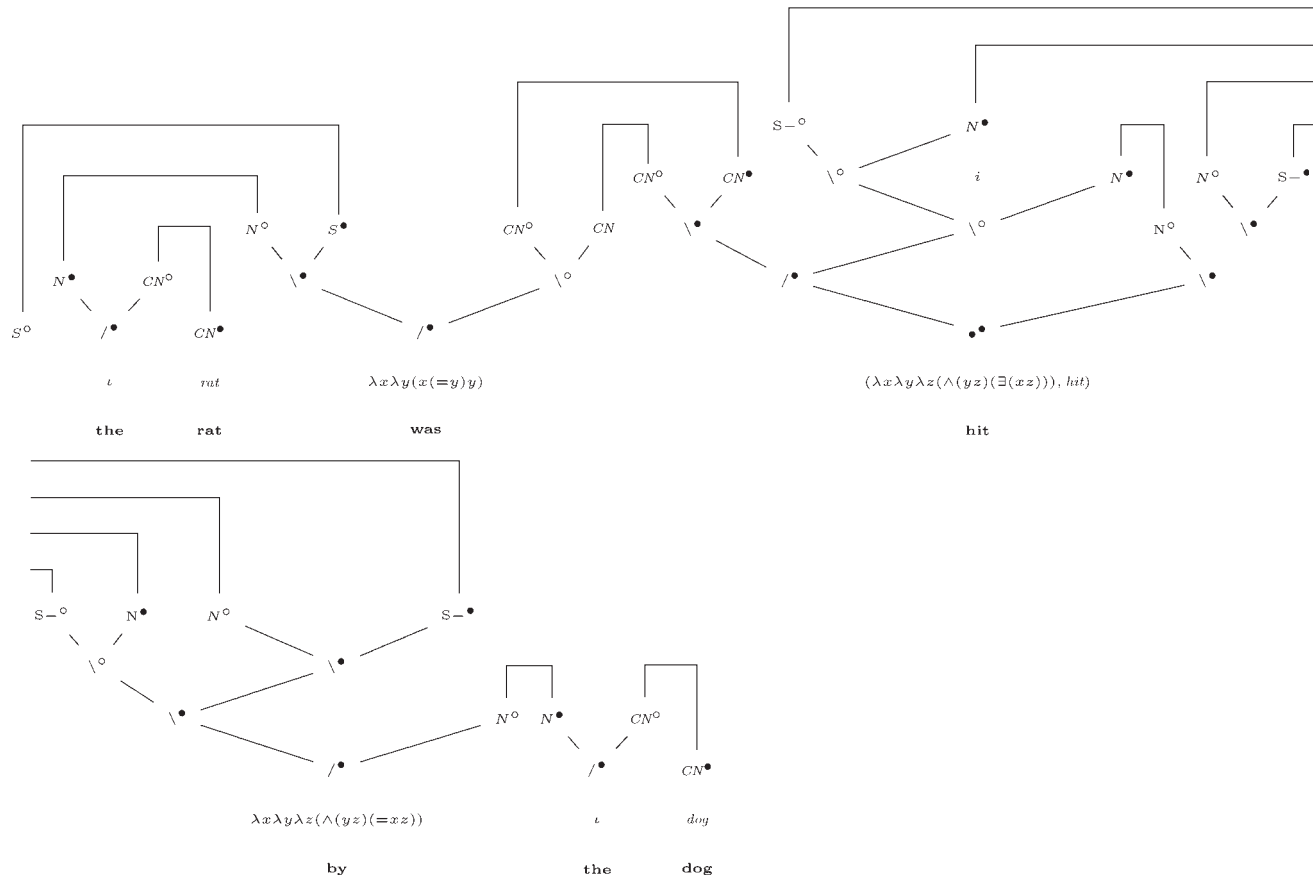 S–○ N●
CN○ CN CN○ CN● \○ i N● N○ S–●
N○ S● CN○ CN \● \○ N○ \●
N● CN○ \● \○ /● \●
S○ /● CN● /● ●●
ι rat λxλy(x(=y)y) (λxλyλz(∧(yz)(∃(xz))), hit)
the rat was hit
S–○ N● N○ S–●
\○ \●
\● N○ N● CN○
/● /● CN●
λxλyλz(∧(yz)(=xz)) ι dog
by the dog